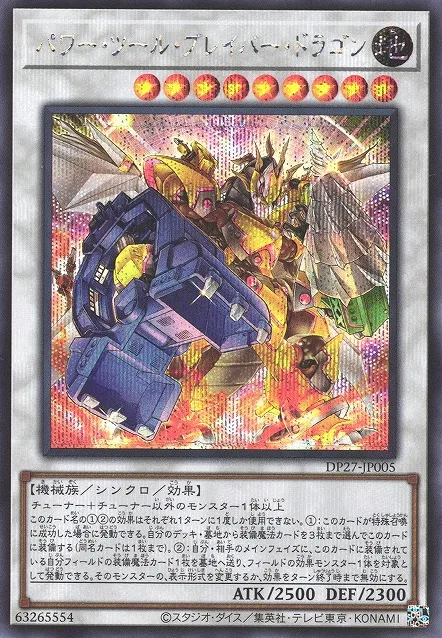 パワー・ツール・ブレイバー・ドラゴン 地
DP27-JP005
【機械族／シンクロ／効果】
チューナー＋チューナー以外のモンスター1体以上
このカード名の①②の効果はそれぞれ1ターンに1度しか使用できない。①：このカードが特殊召喚
に成功した場合に発動できる。自分のデッキ・墓地から装備魔法カードを3枚まで選んでこのカード
に装備する（同名カードは1枚まで）。②：自分・相手のメインフェイズに、このカードに装備されて
いる自分フィールドの装備魔法カード1枚を墓地へ送り、フィールドの効果モンスター1体を対象と
して発動できる。そのモンスターの、表示形式を変更するか、効果をターン終了時まで無効にする。
ATK/2500 DEF/2300
63265554 ©スタジオ・ダイス／集英社・テレビ東京・KONAMI